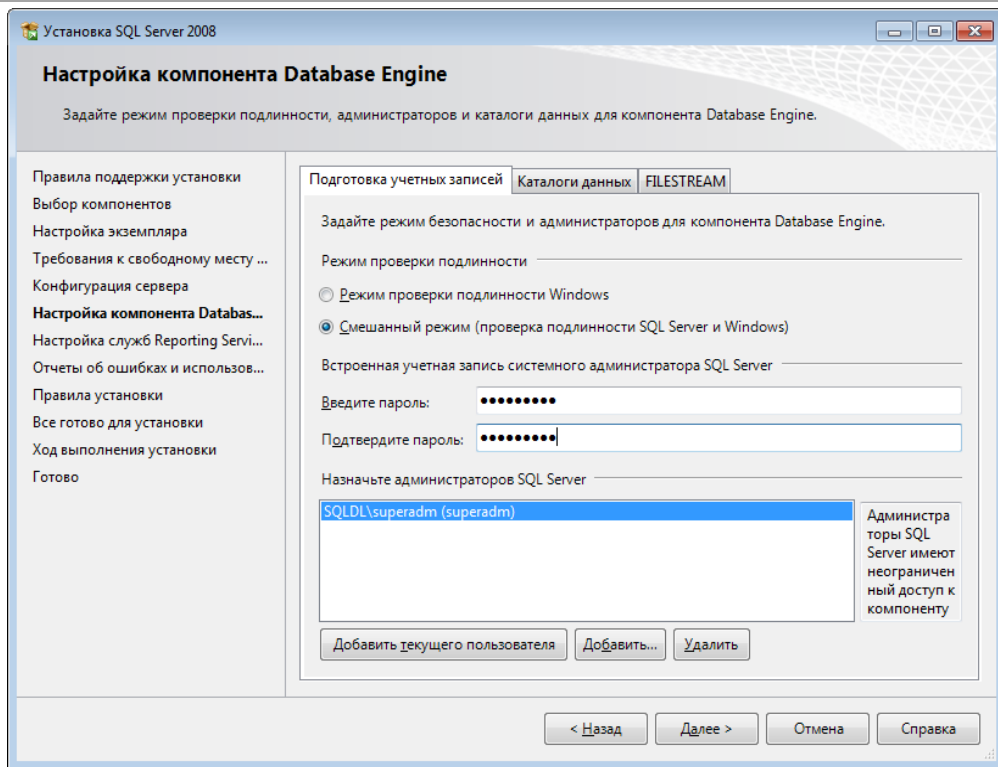 Установка SQL Server 2008
Настройка компонента Database Engine
Задайте режим проверки подлинности, администраторов и каталоги данных для компонента Database Engine.
Правила поддержки установки
Выбор компонентов
Настройка экземпляра
Требования к свободному месту ...
Конфигурация сервера
Настройка компонента Databas...
Настройка служб Reporting Servi...
Отчеты об ошибках и использов...
Правила установки
Все готово для установки
Ход выполнения установки
Готово
Подготовка учетных записей
Каталоги данных
FILESTREAM
Задайте режим безопасности и администраторов для компонента Database Engine.
Режим проверки подлинности
Режим проверки подлинности Windows
Смешанный режим (проверка подлинности SQL Server и Windows)
Встроенная учетная запись системного администратора SQL Server
Введите пароль: •••••••••
Подтвердите пароль: •••••••••
Назначьте администраторов SQL Server
SQLDL\superadm (superadm)
Администра
торы SQL
Server имеют
неограничен
ный доступ к
компоненту
Добавить текущего пользователя
Добавить...
Удалить
< Назад
Далее >
Отмена
Справка